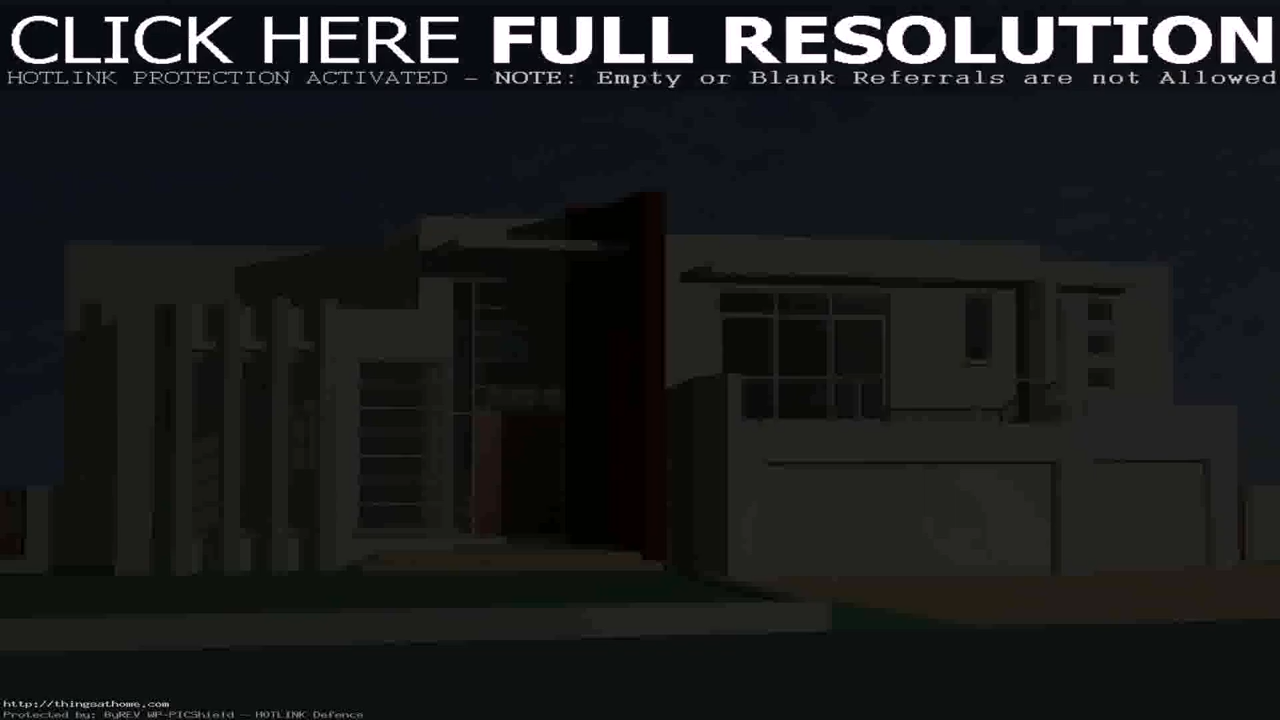 CLICK HERE FULL RESOLUTION
HOTLINK PROTECTION ACTIVATED – NOTE: Empty or Blank Referrals are not Allowed
http://thingsathome.com
Protected by: ByREV WP-PICShield – HOTLINK Defence